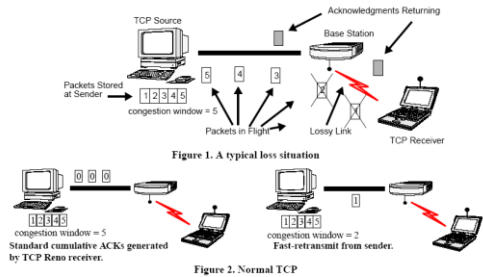 Acknowledgments Returning
TCP Source
Base Station
Packets Stored
at Sender
1 2 3 4 5
congestion window = 5
5
4
3
2
1
Packets in Flight
Lossy Link
TCP Receiver
Figure 1. A typical loss situation
0 0 0
1 2 3 4 5
congestion window = 5
Standard cumulative ACKs generated
by TCP Reno receiver.
1
1 2 3 4 5
congestion window = 2
Fast-retransmit from sender.
Figure 2. Normal TCP